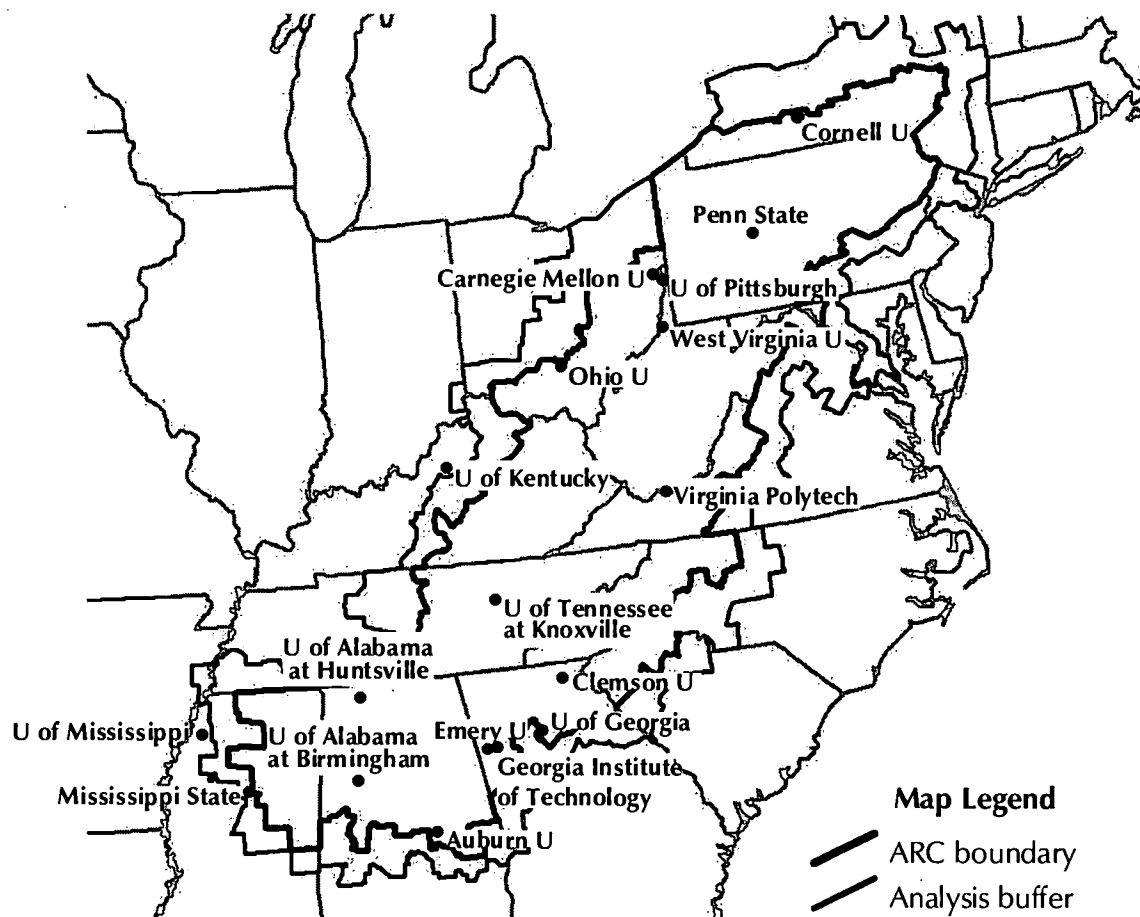 Cornell U
Penn State
Carnegie Mellon U
U of Pittsburgh
West Virginia U
Ohio U
U of Kentucky
Virginia Polytech
U of Tennessee
at Knoxville
U of Alabama
at Huntsville
Clemson U
U of Mississippi
U of Alabama
at Birmingham
Emery U
U of Georgia
Georgia Institute
of Technology
Mississippi State
Auburn U
Map Legend
ARC boundary
Analysis buffer